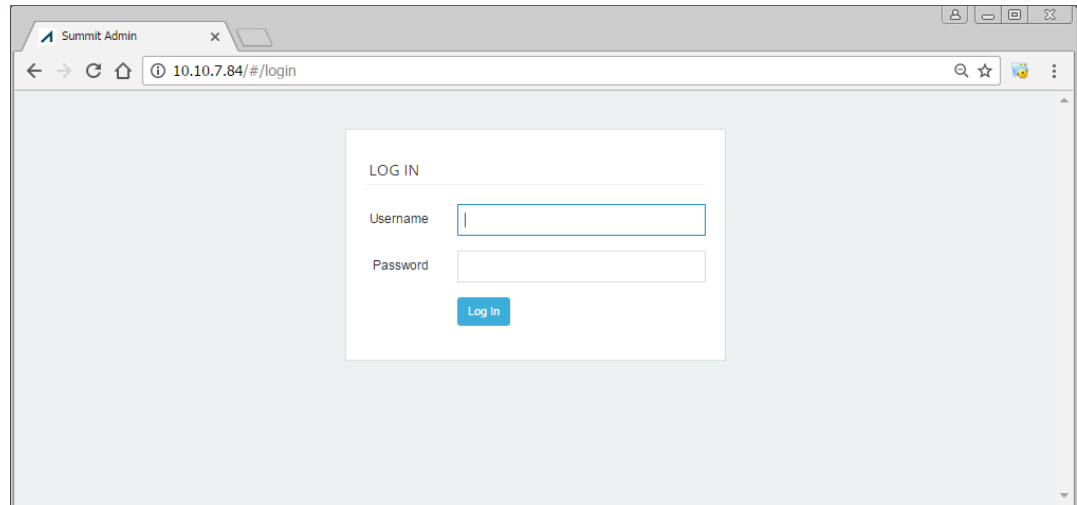 Summit Admin
10.10.7.84/#/login
LOG IN
Username
Password
Log In